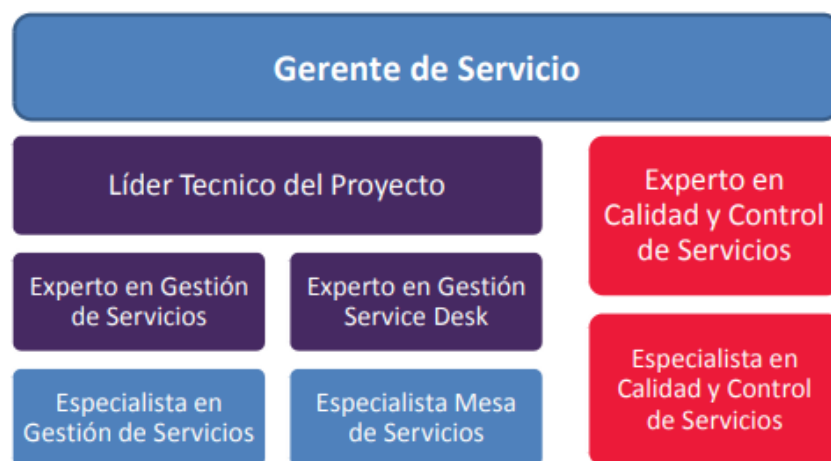 Gerente de Servicio
Líder Tecnico del Proyecto
Experto en
Calidad y Control
de Servicios
Experto en Gestión
de Servicios
Experto en Gestión
Service Desk
Especialista en
Calidad y Control
de Servicios
Especialista en
Gestión de Servicios
Especialista Mesa
de Servicios